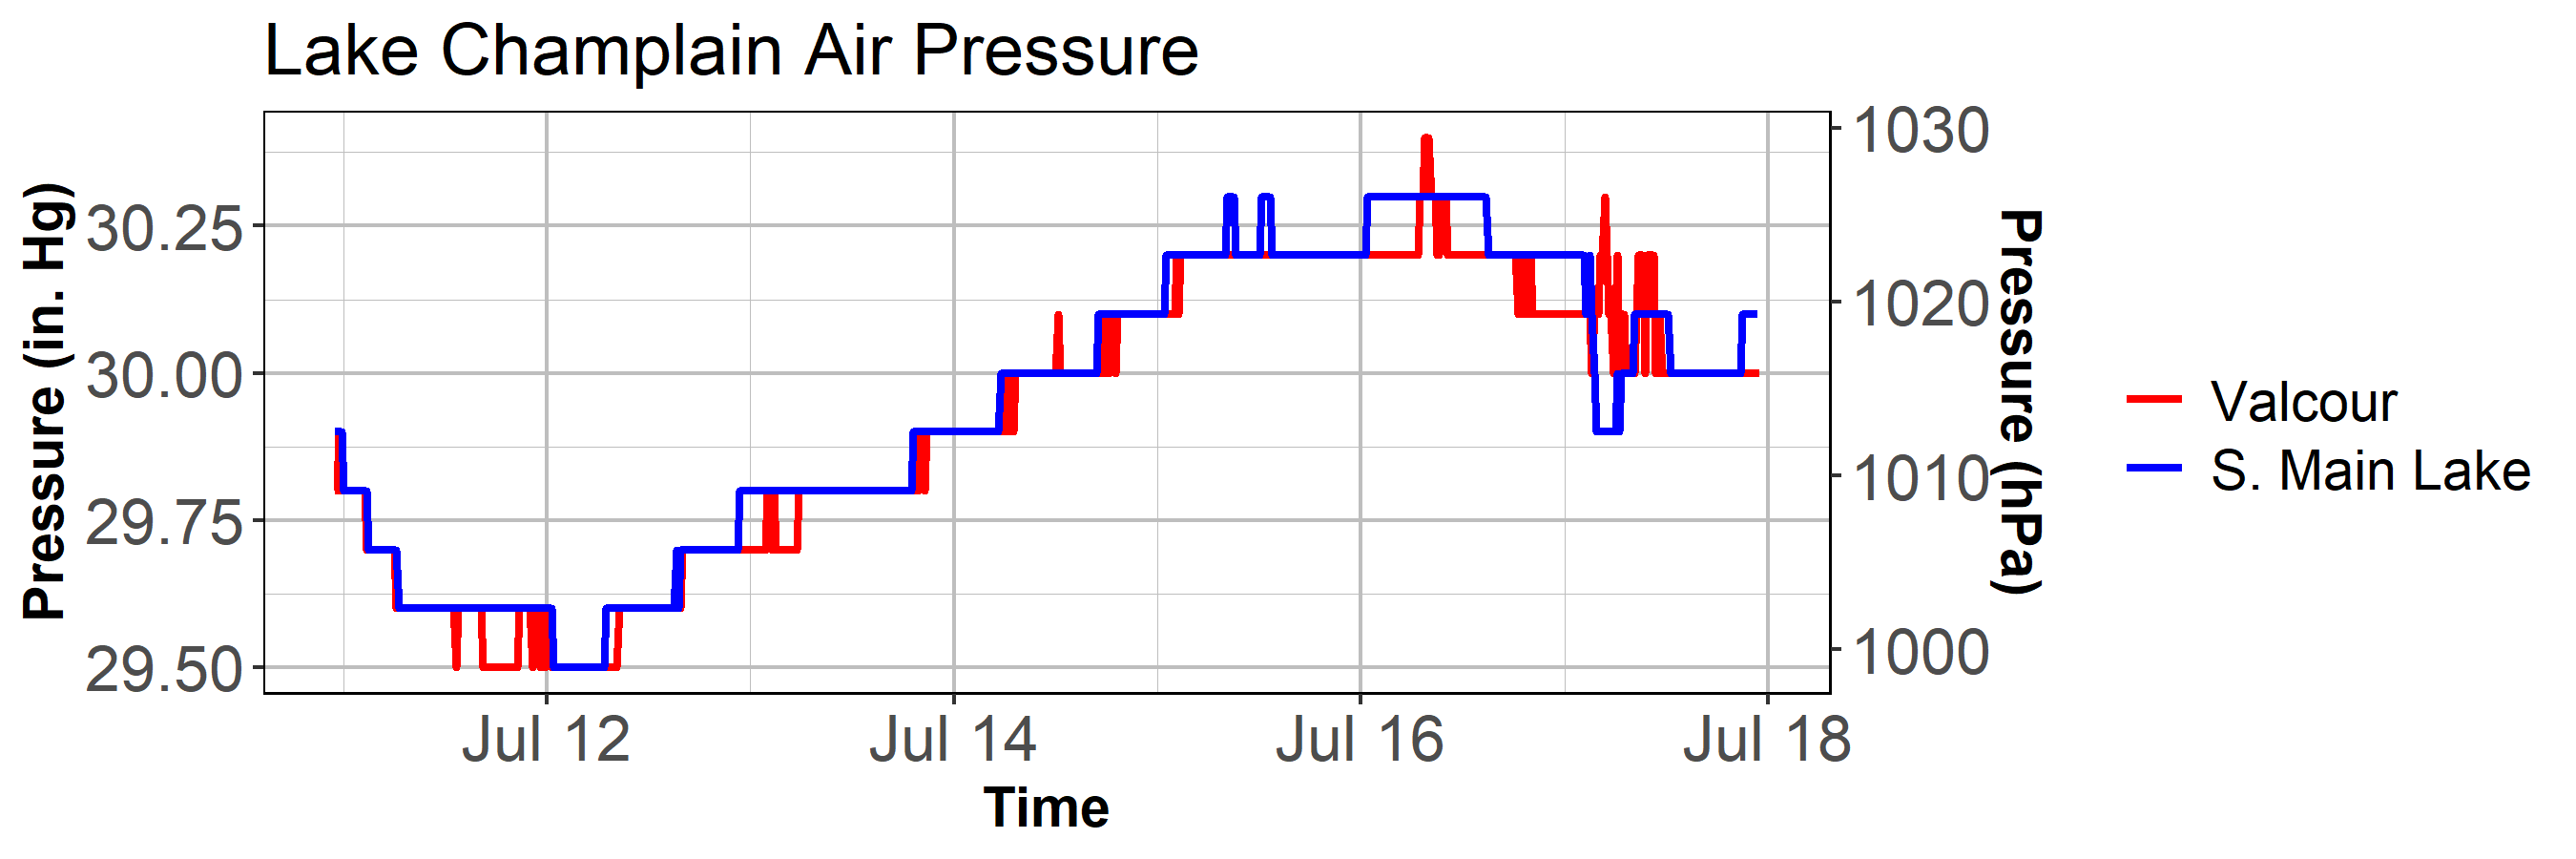 Lake Champlain Air Pressure
Pressure (in. Hg)
30.25
30.00
29.75
29.50
1030
1020
1010
1000
Pressure (hPa)
Jul 12
Jul 14
Jul 16
Jul 18
Time
Valcour
S. Main Lake